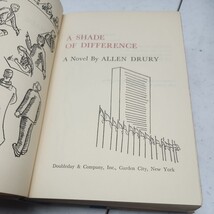 A SHADE
OF DIFFERENCE
A Novel By ALLEN DRURY
Doubleday & Company, Inc., Garden City, New York